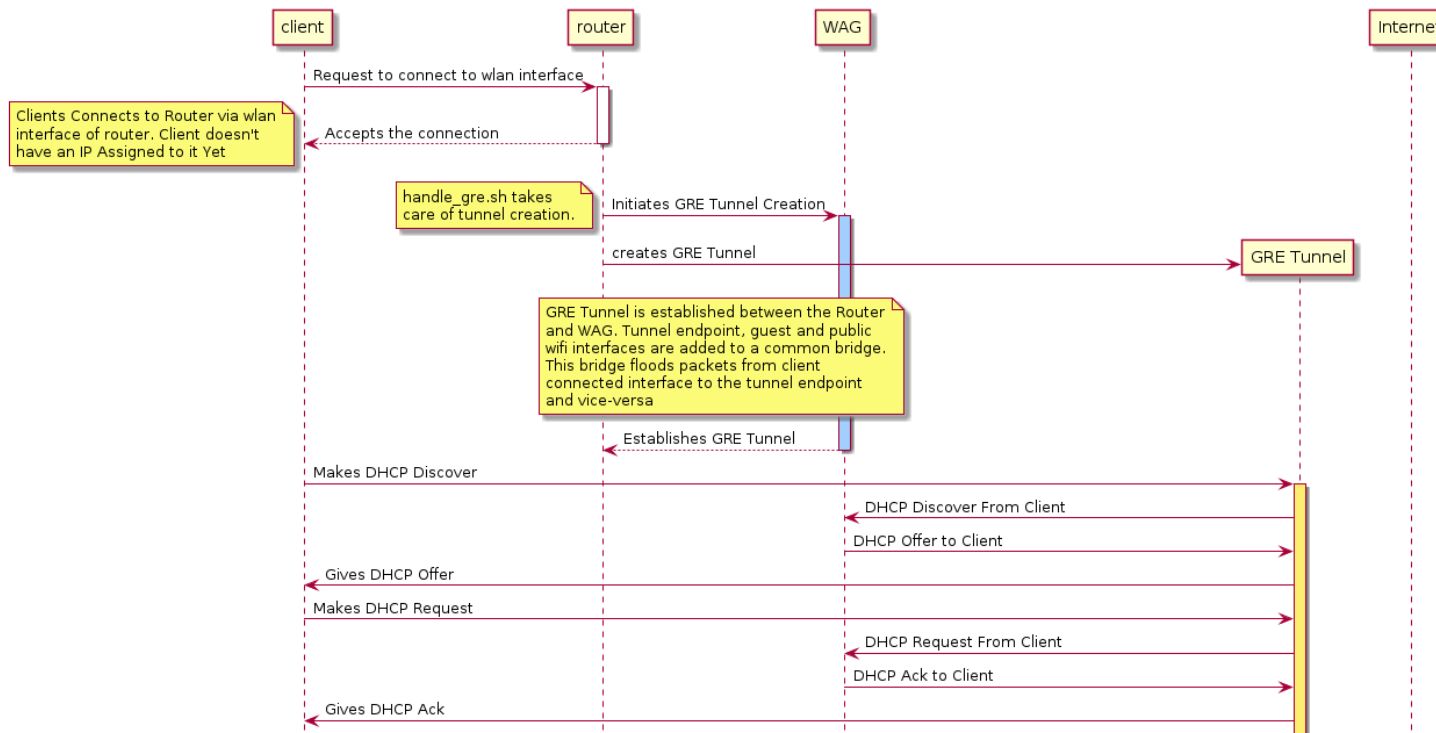 client
router
WAG
Interne
Request to connect to wlan interface
Clients Connects to Router via wlan
interface of router. Client doesn't
have an IP Assigned to it Yet
Accepts the connection
handle_gre.sh takes
care of tunnel creation.
Initiates GRE Tunnel Creation
creates GRE Tunnel
GRE Tunnel
GRE Tunnel is established between the Router
and WAG. Tunnel endpoint, guest and public
wifi interfaces are added to a common bridge.
This bridge floods packets from client
connected interface to the tunnel endpoint
and vice-versa
Establishes GRE Tunnel
Makes DHCP Discover
DHCP Discover From Client
DHCP Offer to Client
Gives DHCP Offer
Makes DHCP Request
DHCP Request From Client
DHCP Ack to Client
Gives DHCP Ack